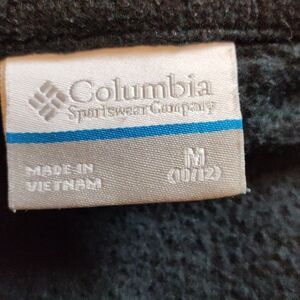 Columbia
Sportswear Company
MADE IN
VIETNAM
M
(10/12)